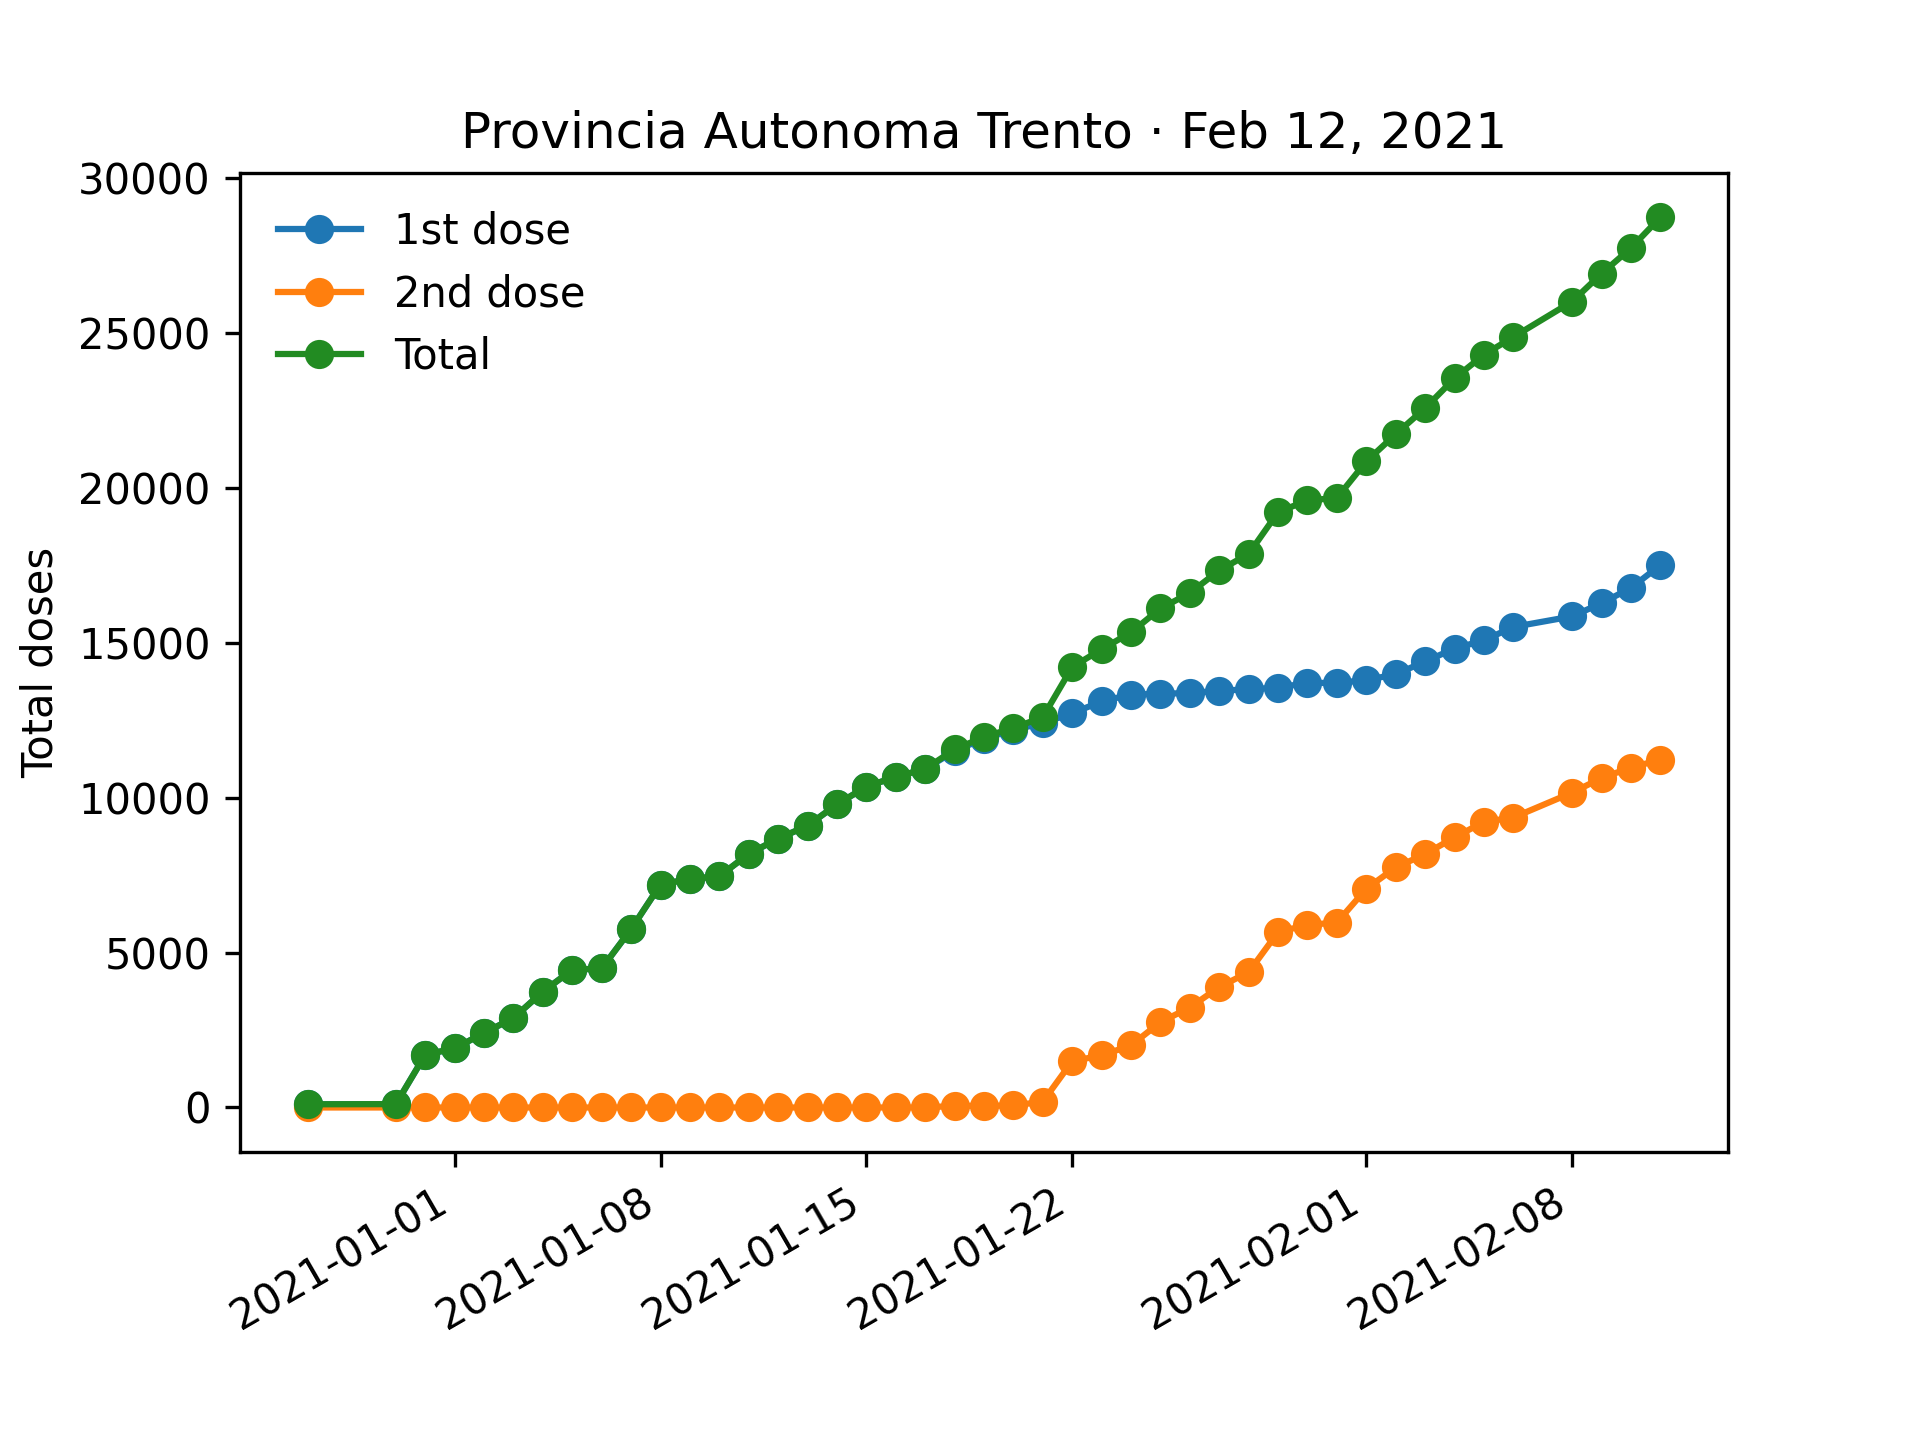 Provincia Autonoma Trento · Feb 12, 2021
30000
25000
20000
15000
10000
5000
0
Total doses
1st dose
2nd dose
Total
2021-01-01
2021-01-08
2021-01-15
2021-01-22
2021-02-01
2021-02-08